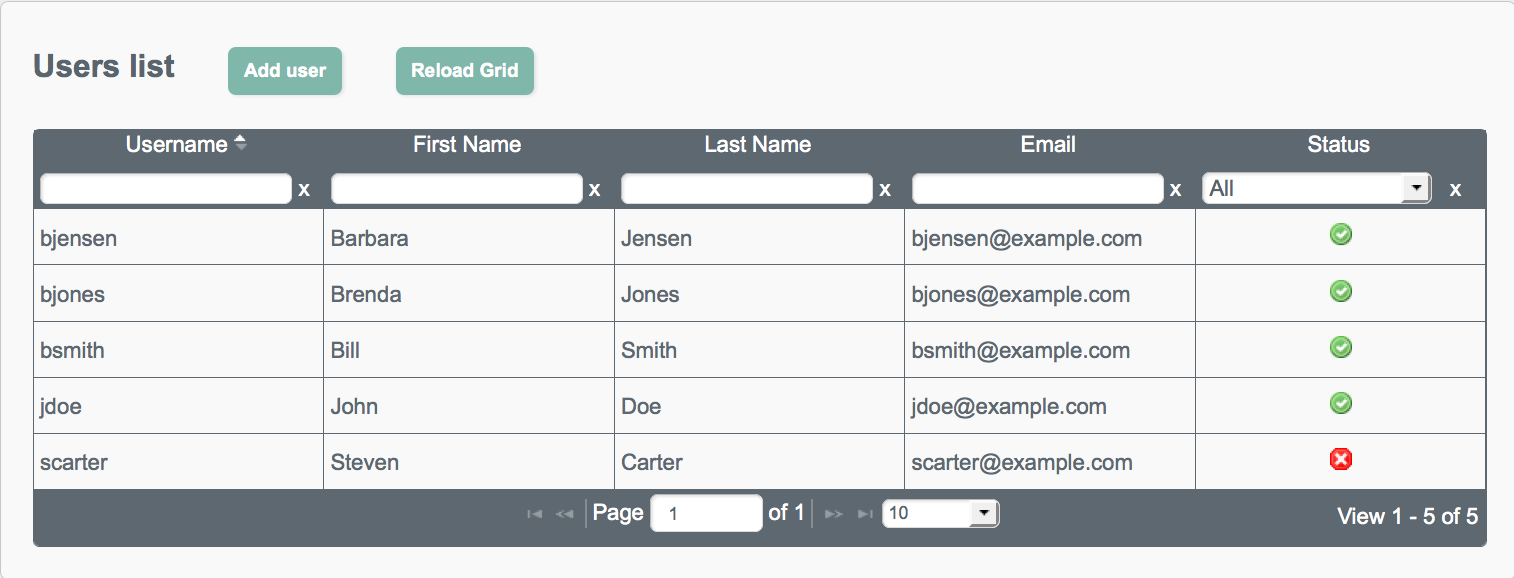 Users list Add user Reload Grid
Username First Name Last Name Email Status
x x x x All x
bjensen Barbara Jensen bjensen@example.com
bjones Brenda Jones bjones@example.com
bsmith Bill Smith bsmith@example.com
jdoe John Doe jdoe@example.com
scarter Steven Carter scarter@example.com
Page 1 of 1 10 View 1 - 5 of 5